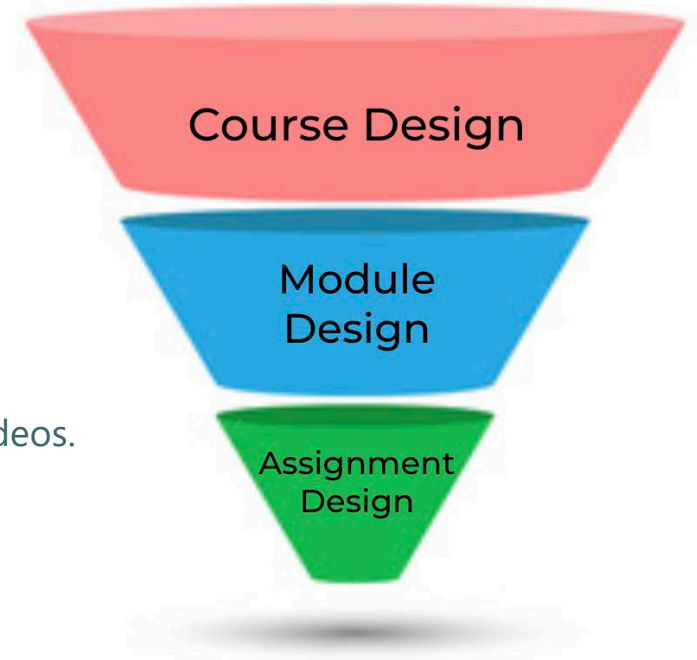 Course Design
Module
Design
deos.
Assignment
Design